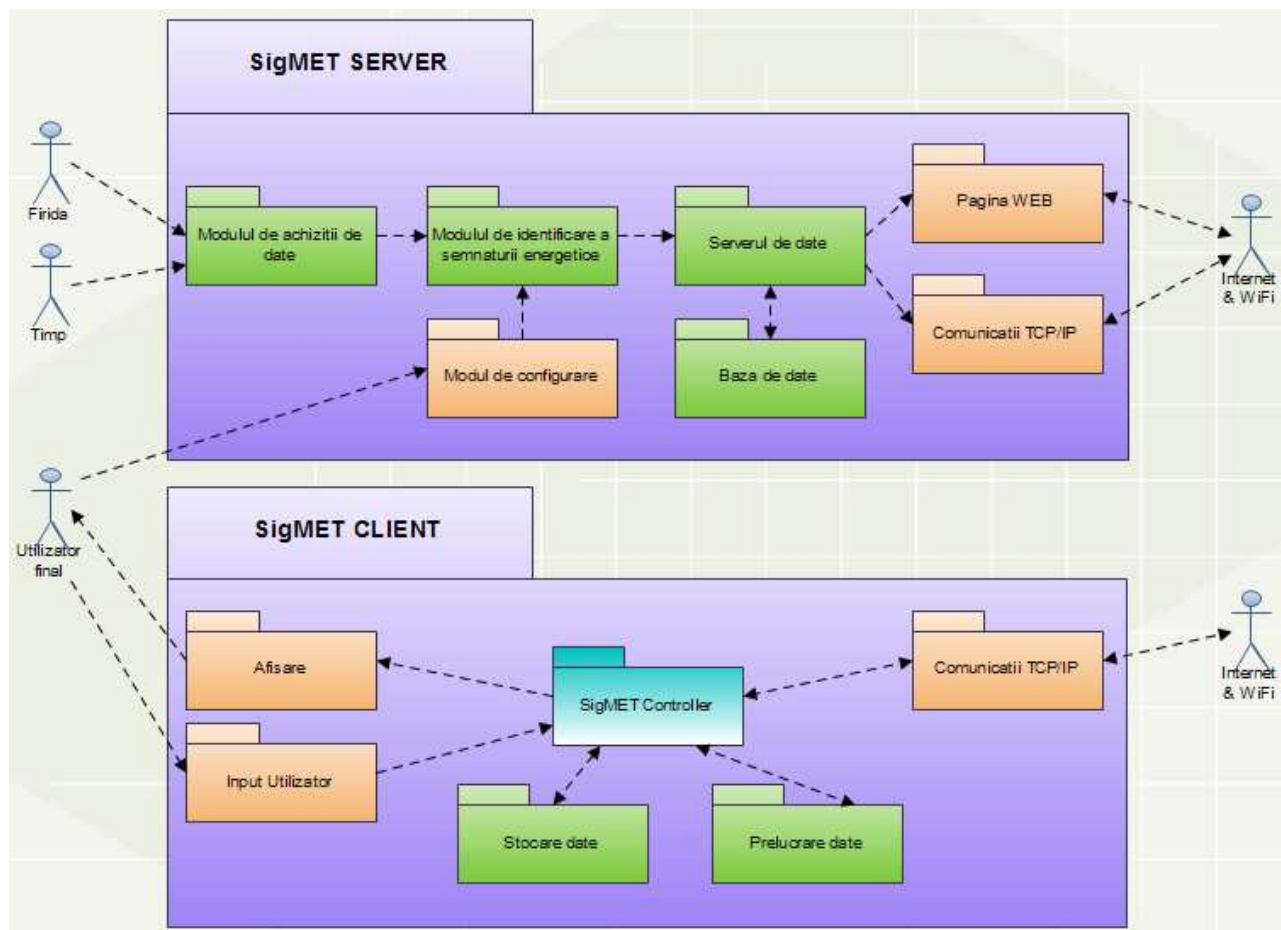 SigMET SERVER
Firida
Timp
Modulul de achizitii de
date
Modulul de identificare a
semnaturii energetice
Serverul de date
Pagina WEB
Internet
& WiFi
Comunicatii TCP/IP
Modul de configurare
Baza de date
Utilizator
final
SigMET CLIENT
Afisare
SigMET Controller
Comunicatii TCP/IP
Internet
& WiFi
Input Utilizator
Stocare date
Prelucrare date